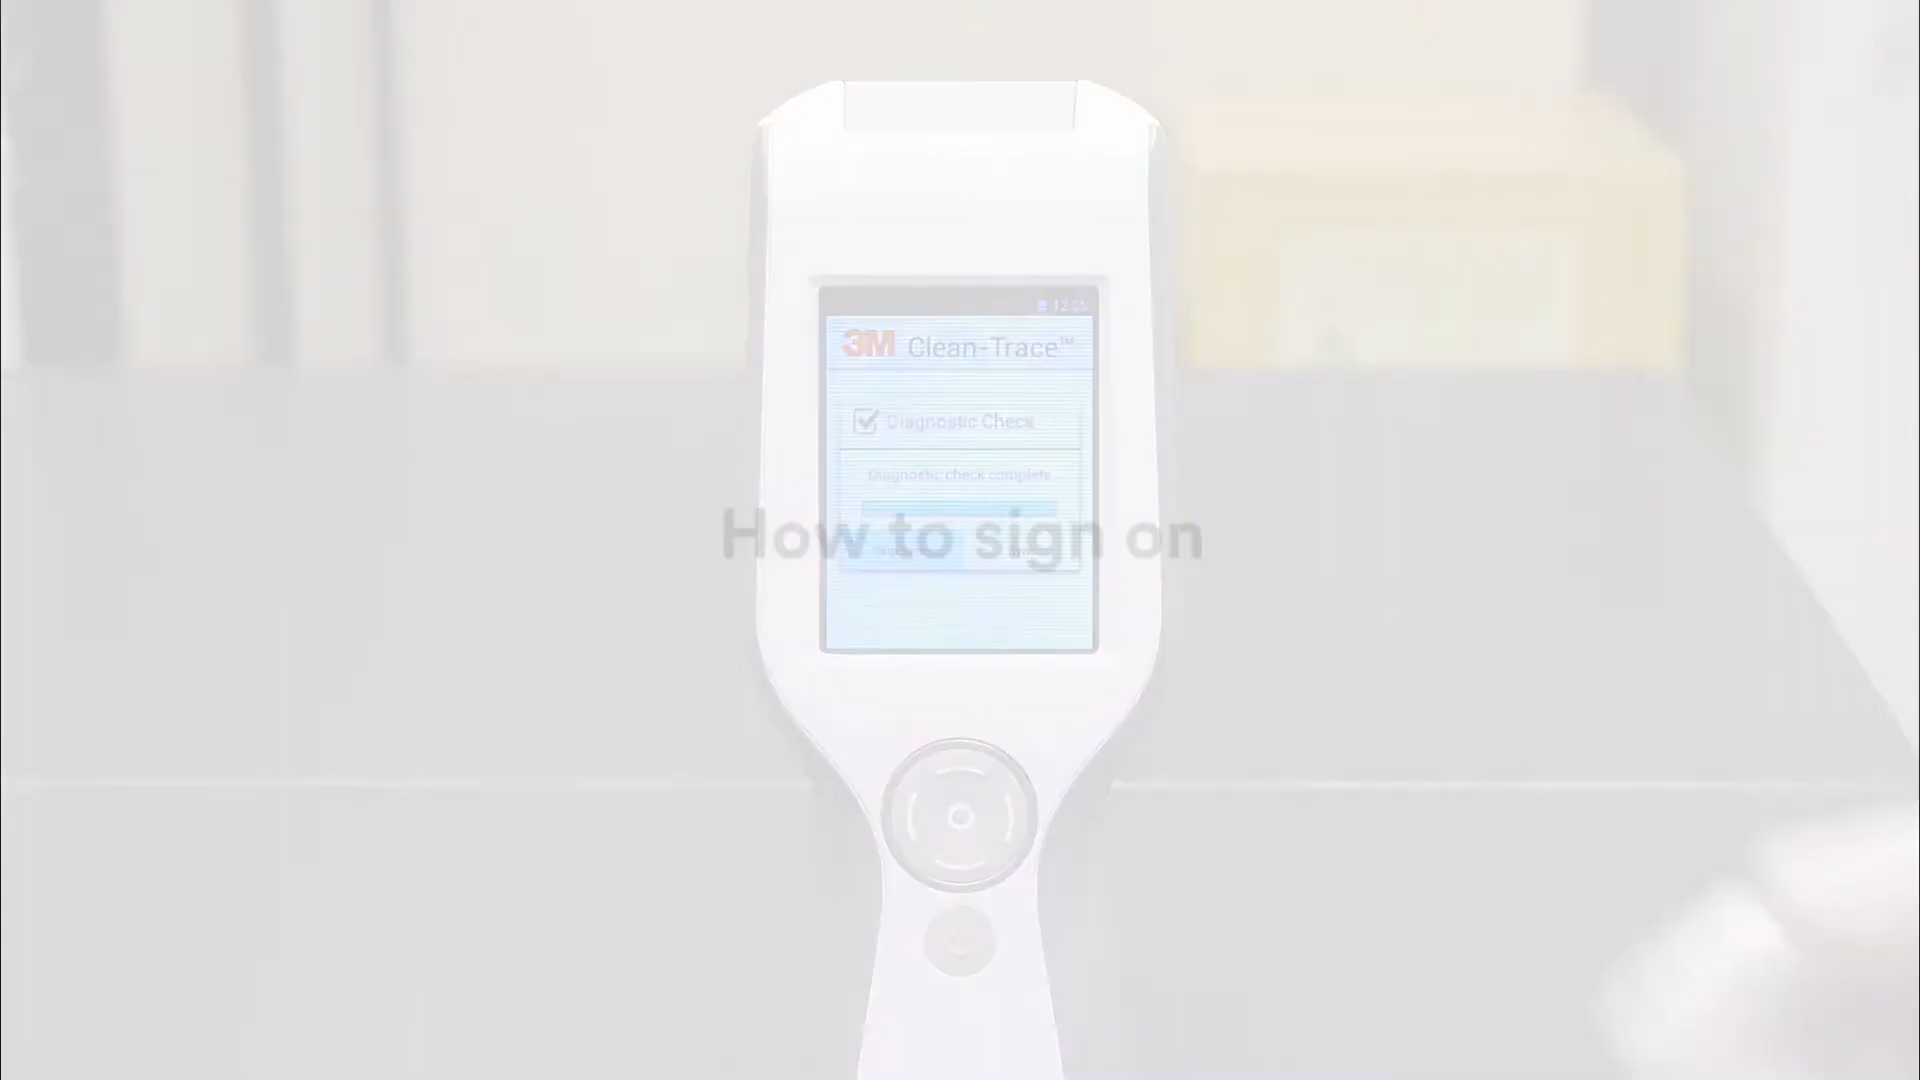 12:05
3M Clean-Trace™
Diagnostic Check
Diagnostic check complete
How to sign on